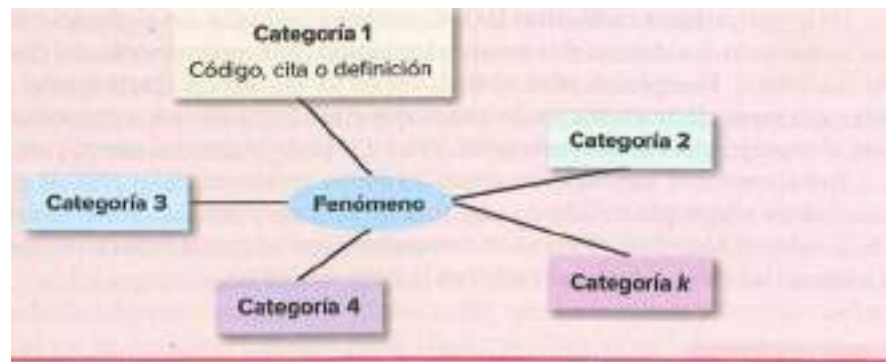 Categoría 1
Código, cita o definición
Categoría 2
Categoría 3
Fenómeno
Categoría k
Categoría 4